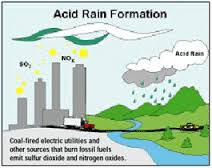 Acid Rain Formation
NOX
SO2
Acid Rain
Coal-fired electric utilities and
other sources that burn fossil fuels
emit sulfur dioxide and nitrogen oxides.